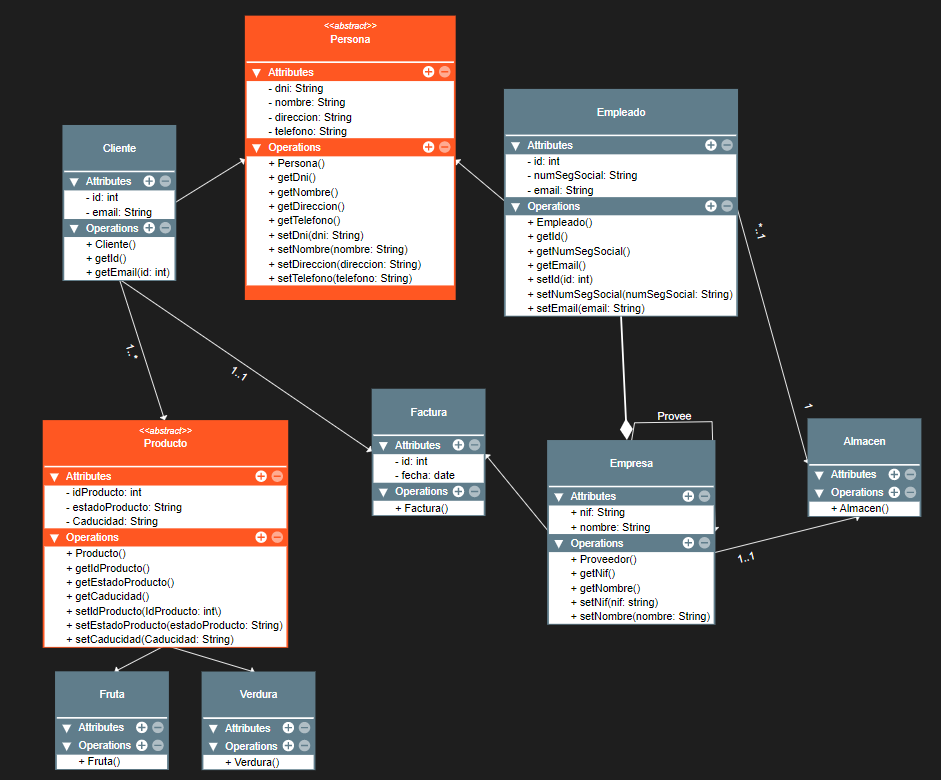 <<abstract>>
Persona
Attributes
- dni: String
- nombre: String
- direccion: String
- telefono: String
Operations
+ Persona()
+ getDni()
+ getNombre()
+ getDireccion()
+ getTelefono()
+ setDni(dni: String)
+ setNombre(nombre: String)
+ setDireccion(direccion: String)
+ setTelefono(telefono: String)
Empleado
Attributes
- id: int
- numSegSocial: String
- email: String
Operations
+ Empleado()
+ getId()
+ getNumSegSocial()
+ getEmail()
+ setId(id: int)
+ setNumSegSocial(numSegSocial: String)
+ setEmail(email: String)
Cliente
Attributes
- id: int
- email: String
Operations
+ Cliente()
+ getId()
+ getEmail(id: int)
*..1
1..*
1..1
1
Factura
Attributes
- id: int
- fecha: date
Operations
+ Factura()
Provee
Almacen
Attributes
Operations
+ Almacen()
<<abstract>>
Producto
Attributes
- idProducto: int
- estadoProducto: String
- Caducidad: String
Operations
+ Producto()
+ getIdProducto()
+ getEstadoProducto()
+ getCaducidad()
+ setIdProducto(IdProducto: int\)
+ setEstadoProducto(estadoProducto: String)
+ setCaducidad(Caducidad: String)
Empresa
Attributes
+ nif: String
+ nombre: String
Operations
+ Proveedor()
+ getNif()
+ getNombre()
+ setNif(nif: string)
+ setNombre(nombre: String)
1..1
Fruta
Attributes
Operations
+ Fruta()
Verdura
Attributes
Operations
+ Verdura()